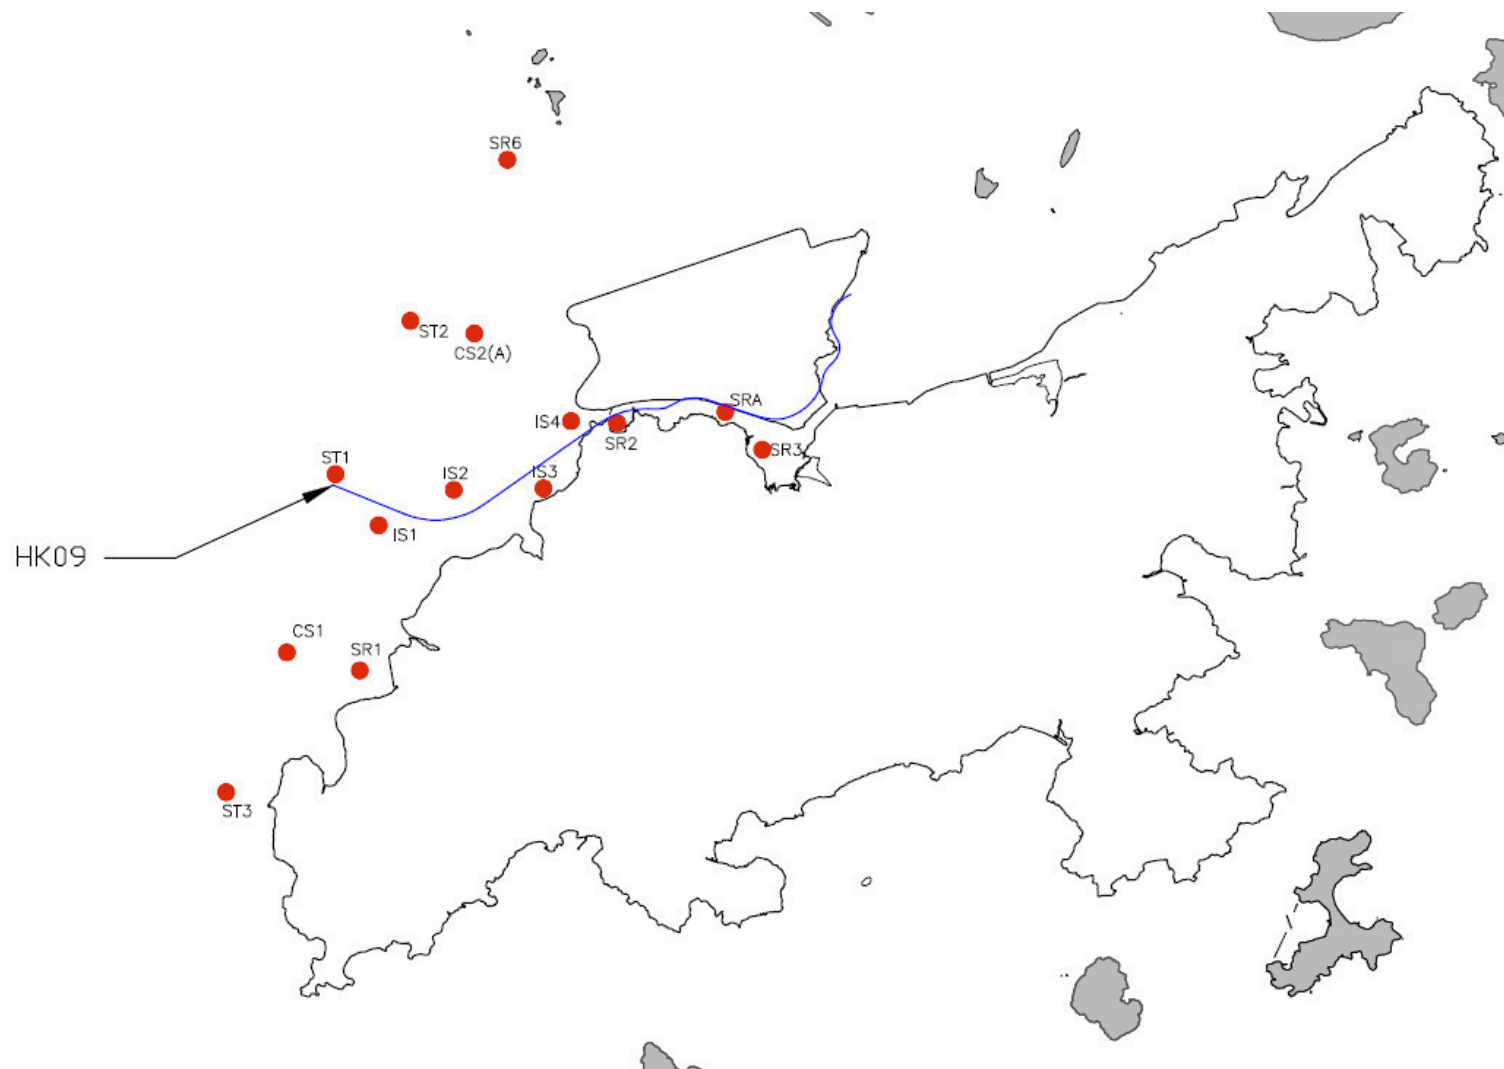 SR6
ST2
CS2(A)
SRA
IS4
SR2
SR3
ST1
IS2
IS3
IS1
HK09
CS1
SR1
ST3